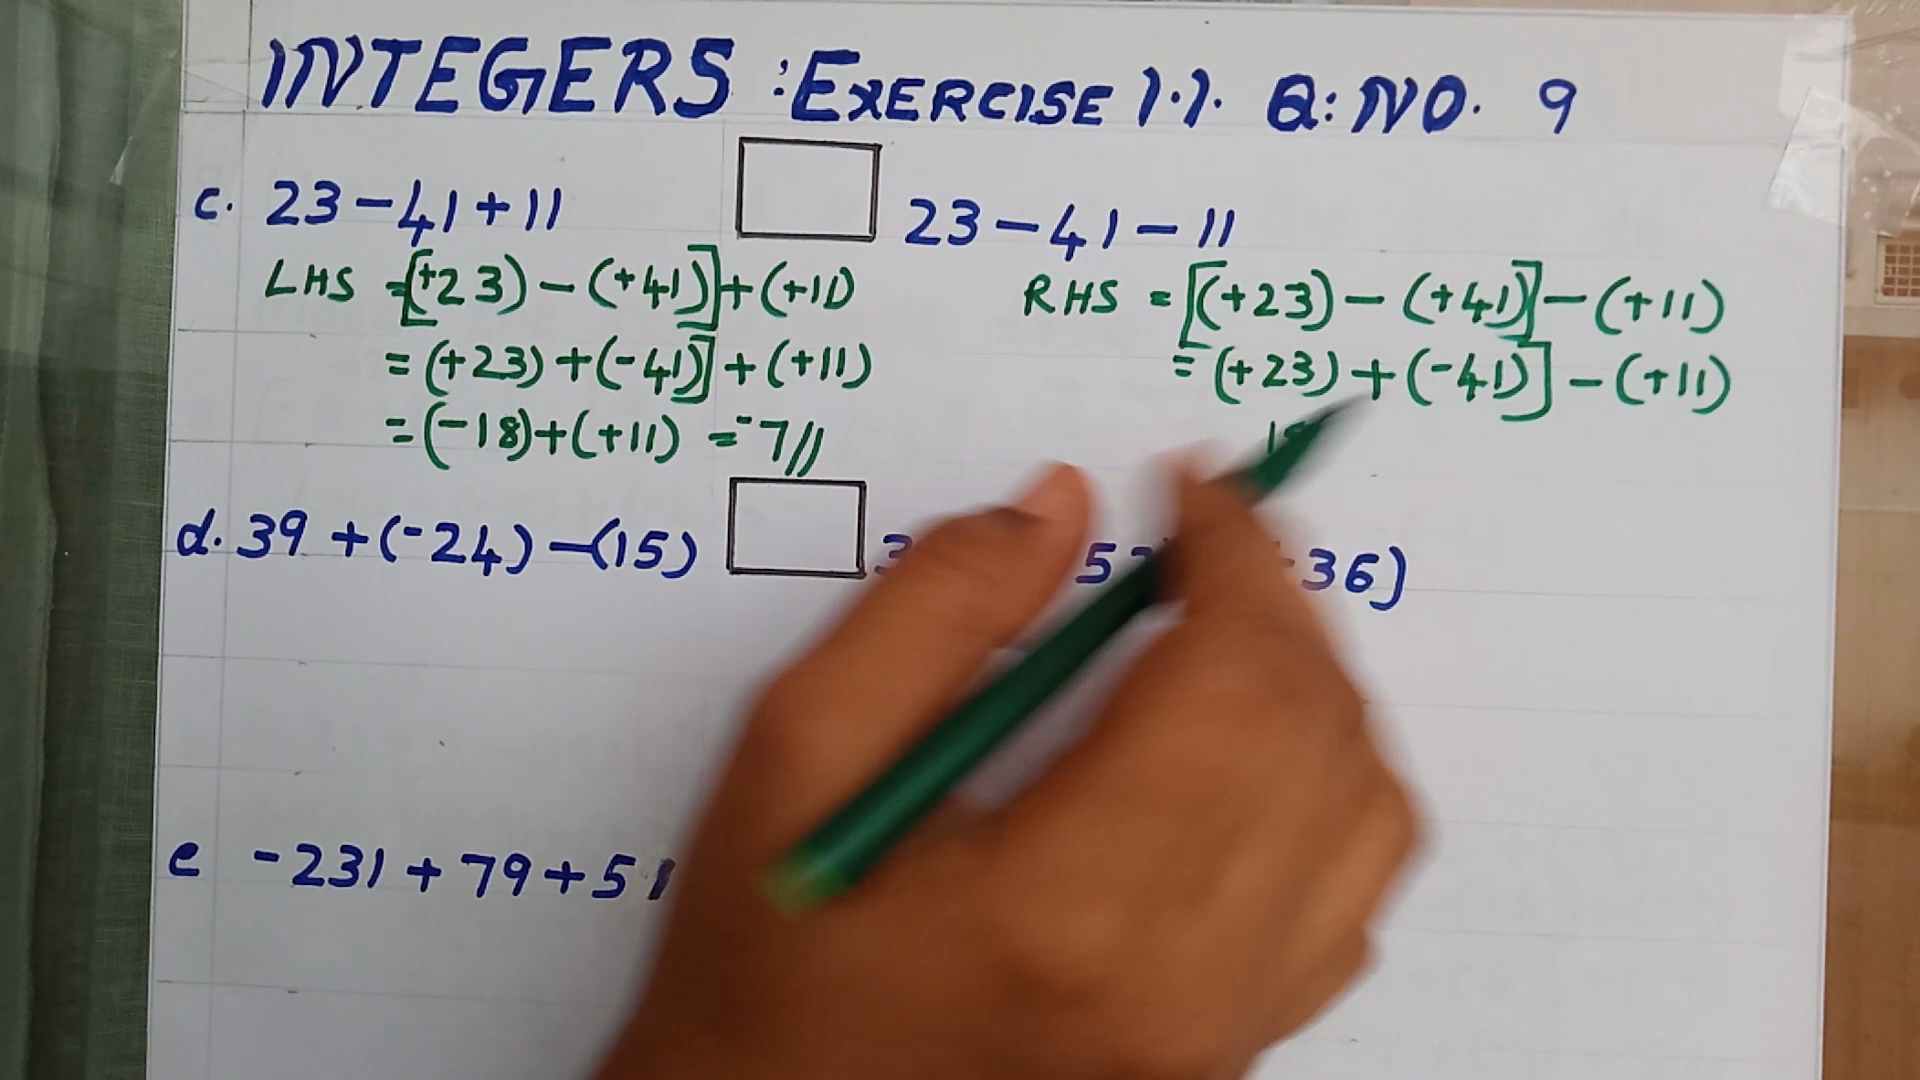 INTEGERS : EXERCISE 1.1. Q: NO. 9
c. 23 - 41 + 11 23 - 41 - 11
LHS = [+23) - (+41)] + (+11) RHS = [(+23) - (+41)] - (+11)
= (+23) + (-41)] + (+11) = (+23) + (-41)] - (+11)
= (-18) + (+11) = -7// 18
d. 39 + (-24) - (15) 36)
e -231 + 79 + 51